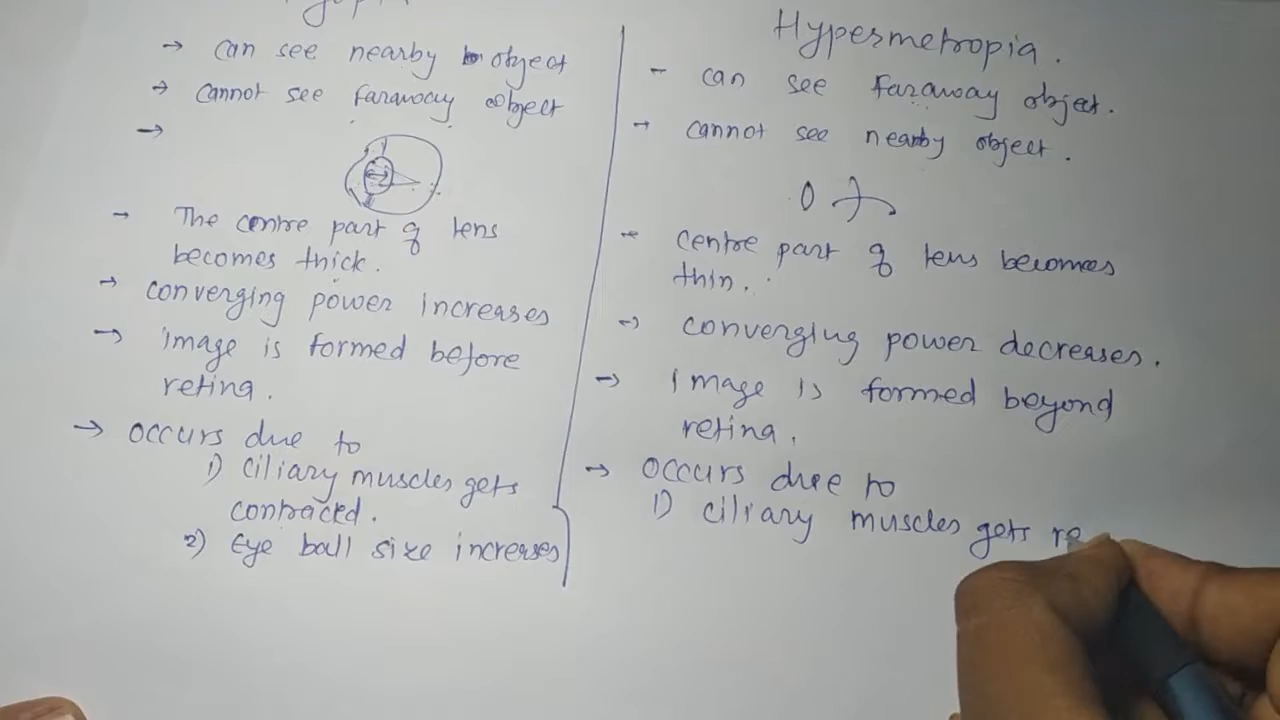 can see nearby object
cannot see faraway object
The centre part of lens
becomes thick.
converging power increases
image is formed before
retina.
occurs due to
1) ciliary muscles gets
contracted.
2) Eye ball size increases
Hypermetropia.
can see faraway object.
cannot see nearby object.
centre part of lens becomes
thin.
converging power decreases.
image is formed beyond
retina.
occurs due to
1) ciliary muscles gets re